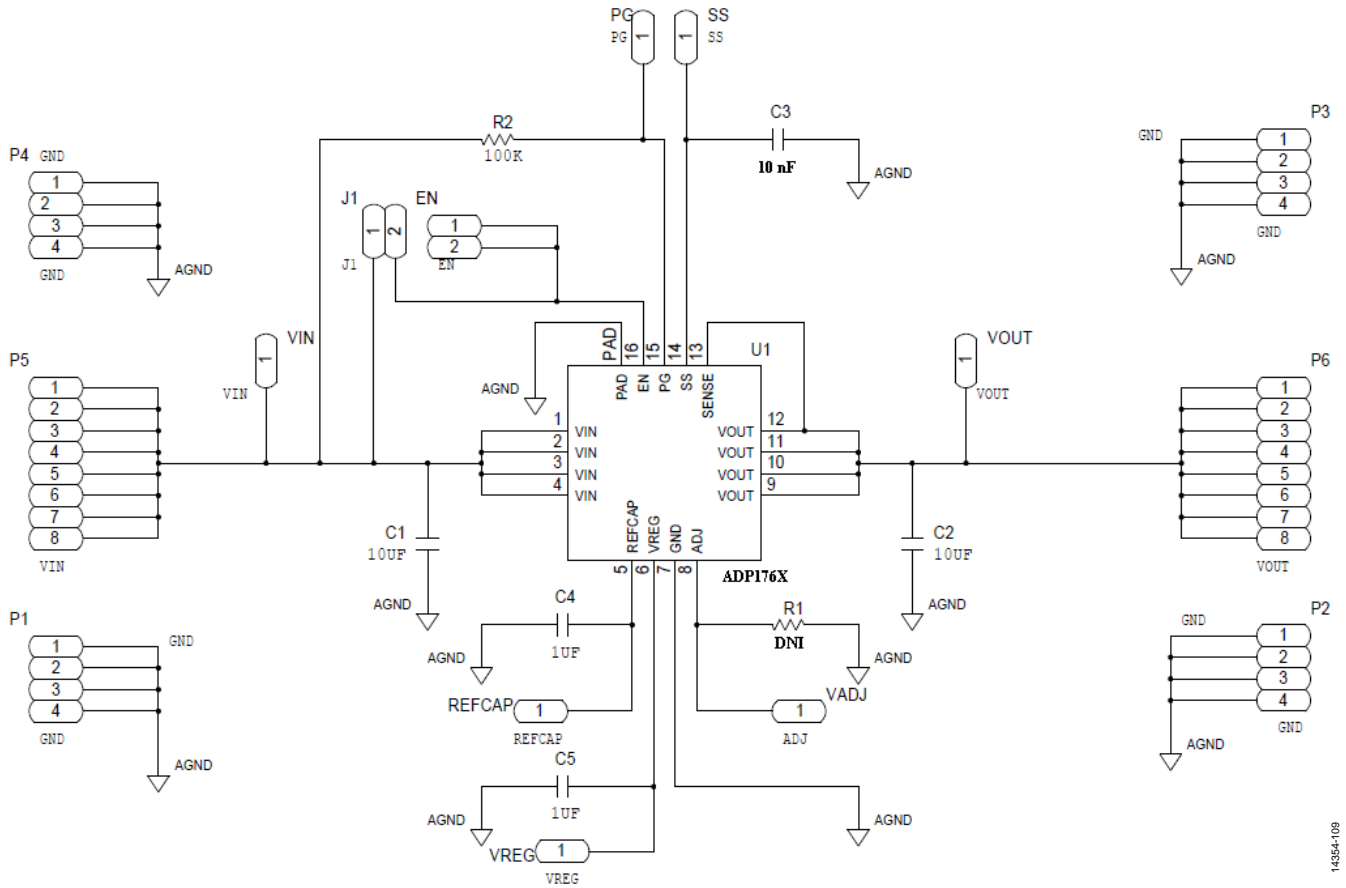 PG
PG
1
SS
SS
1
R2
100K
C3
10 nF
AGND
P3
GND
1
2
3
4
GND
AGND
P4 GND
1
2
3
4
GND
AGND
J1
1
2
J1
EN
1
2
EN
P5
1
2
3
4
5
6
7
8
VIN
VIN
1
VIN
AGND
PAD
16
15
14
13
U1
PAD
EN
PG
SS
SENSE
1
VIN
2
VIN
3
VIN
4
VIN
12
VOUT
11
VOUT
10
VOUT
9
VOUT
REFCAP
VREG
GND
ADJ
5
6
7
8
ADP176X
VOUT
1
VOUT
P6
1
2
3
4
5
6
7
8
VOUT
C1
10UF
AGND
C2
10UF
AGND
C4
1UF
AGND
REFCAP
1
REFCAP
R1
DNI
AGND
VADJ
1
ADJ
P1
1
2
3
4
GND
GND
AGND
C5
1UF
AGND
VREG
1
VREG
AGND
P2
GND
1
2
3
4
GND
AGND
14354-109